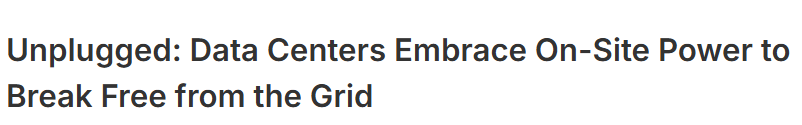 Unplugged: Data Centers Embrace On-Site Power to
Break Free from the Grid